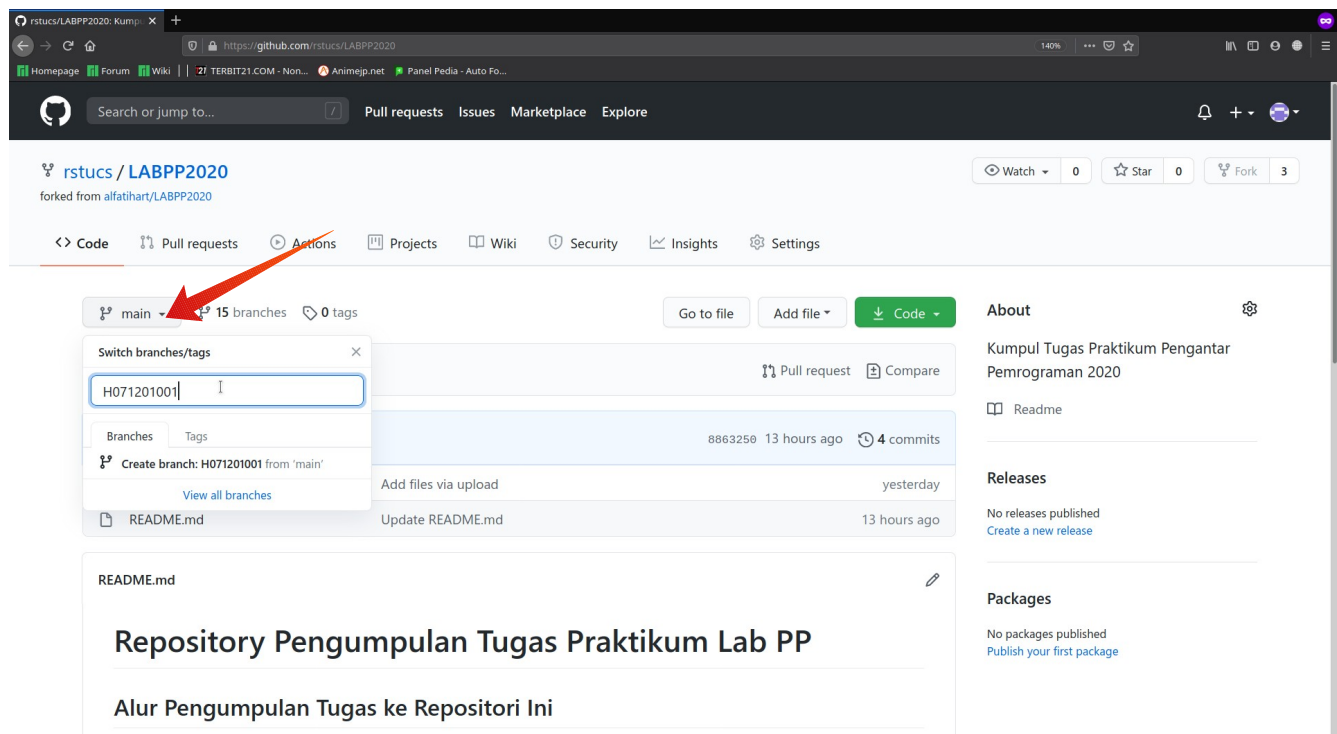 rstucs/LABPP2020: Kump
https://github.com/rstucs/LABPP2020 140%
Homepage Forum Wiki | | 21 TERBIT21.COM - Non... Animejp.net Panel Pedia - Auto Fo...
Search or jump to... / Pull requests Issues Marketplace Explore
rstucs / LABPP2020 Watch 0 Star 0 Fork 3
forked from alfatihart/LABPP2020
Code Pull requests Actions Projects Wiki Security Insights Settings
main 15 branches 0 tags Go to file Add file Code
Switch branches/tags
H071201001
Pull request Compare
Branches Tags
8863250 13 hours ago 4 commits
Create branch: H071201001 from 'main'
View all branches
Add files via upload yesterday
README.md Update README.md 13 hours ago
README.md
Repository Pengumpulan Tugas Praktikum Lab PP
Alur Pengumpulan Tugas ke Repositori Ini
About
Kumpul Tugas Praktikum Pengantar
Pemrograman 2020
Readme
Releases
No releases published
Create a new release
Packages
No packages published
Publish your first package